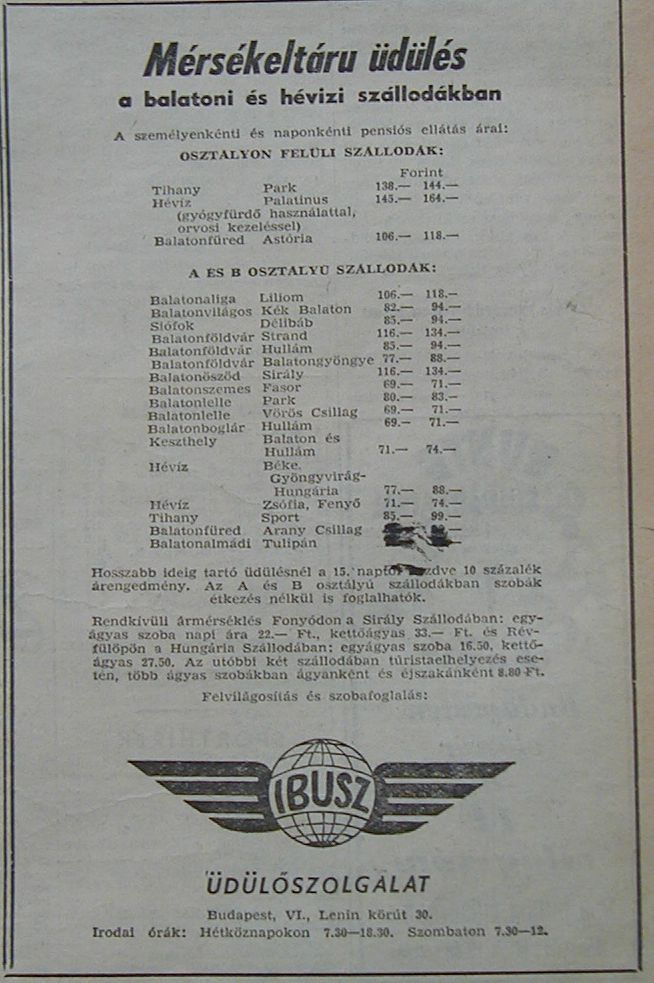 Mérsékeltáru üdülés
a balatoni és hévizi szállodákban
A személyenkénti és naponkénti pensiós ellátás árai:
OSZTÁLYON FELÜLI SZÁLLODÁK:
Forint
Tihany Park 138.— 144.—
Hévíz Palatinus 145.— 164.—
(gyógyfürdő használattal,
orvosi kezeléssel)
Balatonfüred Astória 106.— 118.—
A ÉS B OSZTÁLYÚ SZÁLLODÁK:
Balatonaliga Liliom 106.— 118.—
Balatonvilágos Kék Balaton 82.— 94.—
Siófok Délibáb 85.— 94.—
Balatonföldvár Strand 116.— 134.—
Balatonföldvár Hullám 85.— 94.—
Balatonföldvár Balatongyöngye 77.— 88.—
Balatonöszöd Sirály 116.— 134.—
Balatonszemes Fasor 69.— 71.—
Balatonlelle Park 80.— 83.—
Balatonlelle Vörös Csillag 69.— 71.—
Balatonboglár Hullám 69.— 71.—
Keszthely Balaton és
Hullám 71.— 74.—
Hévíz Béke,
Gyöngyvirág-
Hungária 77.— 88.—
Hévíz Zsófia, Fenyő 71.— 74.—
Tihany Sport 85.— 99.—
Balatonfüred Arany Csillag
Balatonalmádi Tulipán
Hosszabb ideig tartó üdülésnél a 15. 10 százalék
árengedmény. Az A és B osztályú szállodákban szobák
étkezés nélkül is foglalhatók.
Rendkívüli ármérséklés Fonyódon a Sirály Szállodában: egy-
ágyas szoba napi ára 22.— Ft., kettőágyas 33.— Ft. és Rév-
fülöpön a Hungária Szállodában: egyágyas szoba 16.50, kettő-
ágyas 27.50. Az utóbbi két szállodában túristaelhelyezés ese-
tén, több ágyas szobákban ágyanként és éjszakánként 8.80 Ft.
Felvilágosítás és szobafoglalás:
IBUSZ
ÜDÜLŐSZOLGÁLAT
Budapest, VI., Lenin körút 30.
Irodai órák: Hétköznapokon 7.30—18.30. Szombaton 7.30—12.